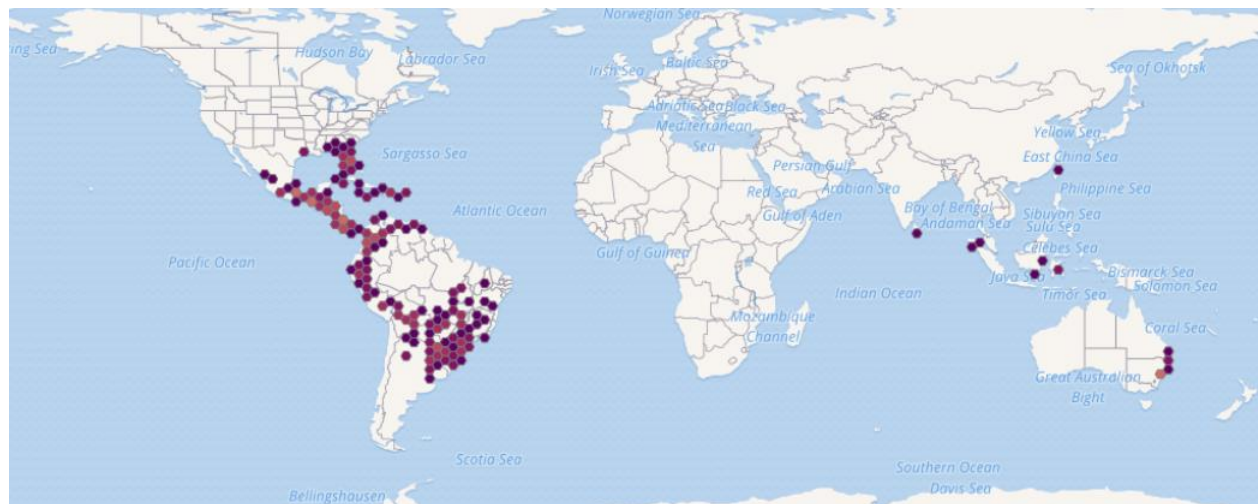 Norwegian Sea
ring Sea
Hudson Bay
Labrador Sea
Irish Sea
Baltic Sea
Sea of Okhotsk
Adriatic Sea
Black Sea
Mediterranean
Sea
Yellow Sea
East China Sea
Sargasso Sea
Persian Gulf
Red Sea
Arabian Sea
Philippine Sea
Atlantic Ocean
Gulf of Aden
Bay of Bengal
Andaman Sea
Sibuyan Sea
Sulu Sea
Gulf of Guinea
Celebes Sea
Pacific Ocean
Java Sea
Bismarck Sea
Solomon Sea
Indian Ocean
Timor Sea
Mozambique
Channel
Coral Sea
Great Australian
Bight
Scotia Sea
Southern Ocean
Davis Sea
Bellingshausen